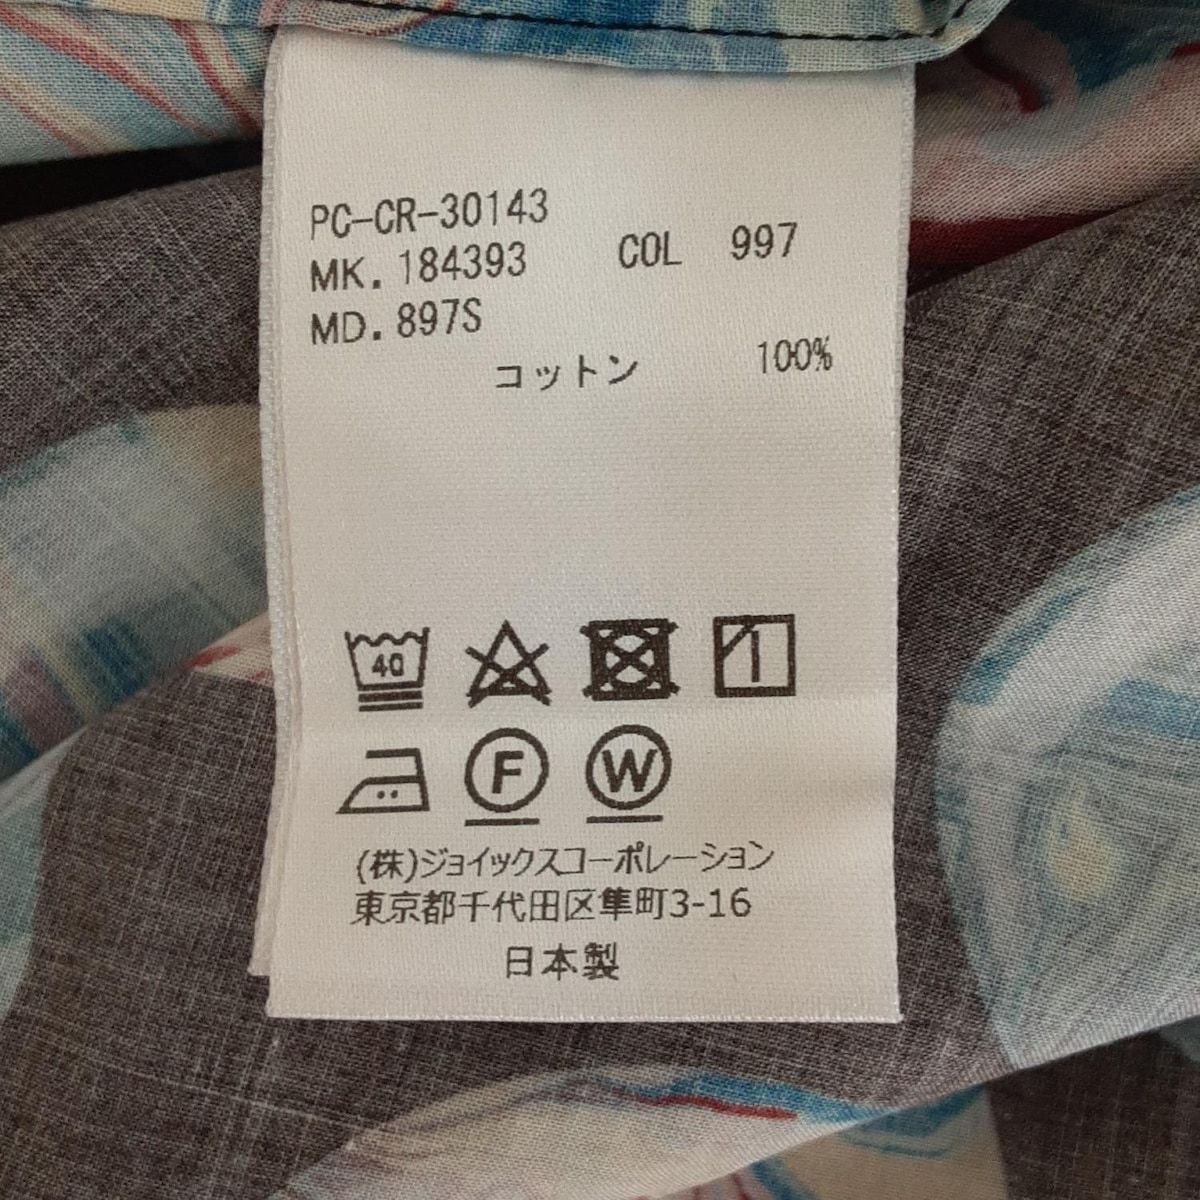 PC-CR-30143
MK. 184393 COL 997
MD. 897S
コットン 100%
40
F W
(株)ジョイックスコーポレーション
東京都千代田区隼町3-16
日本製